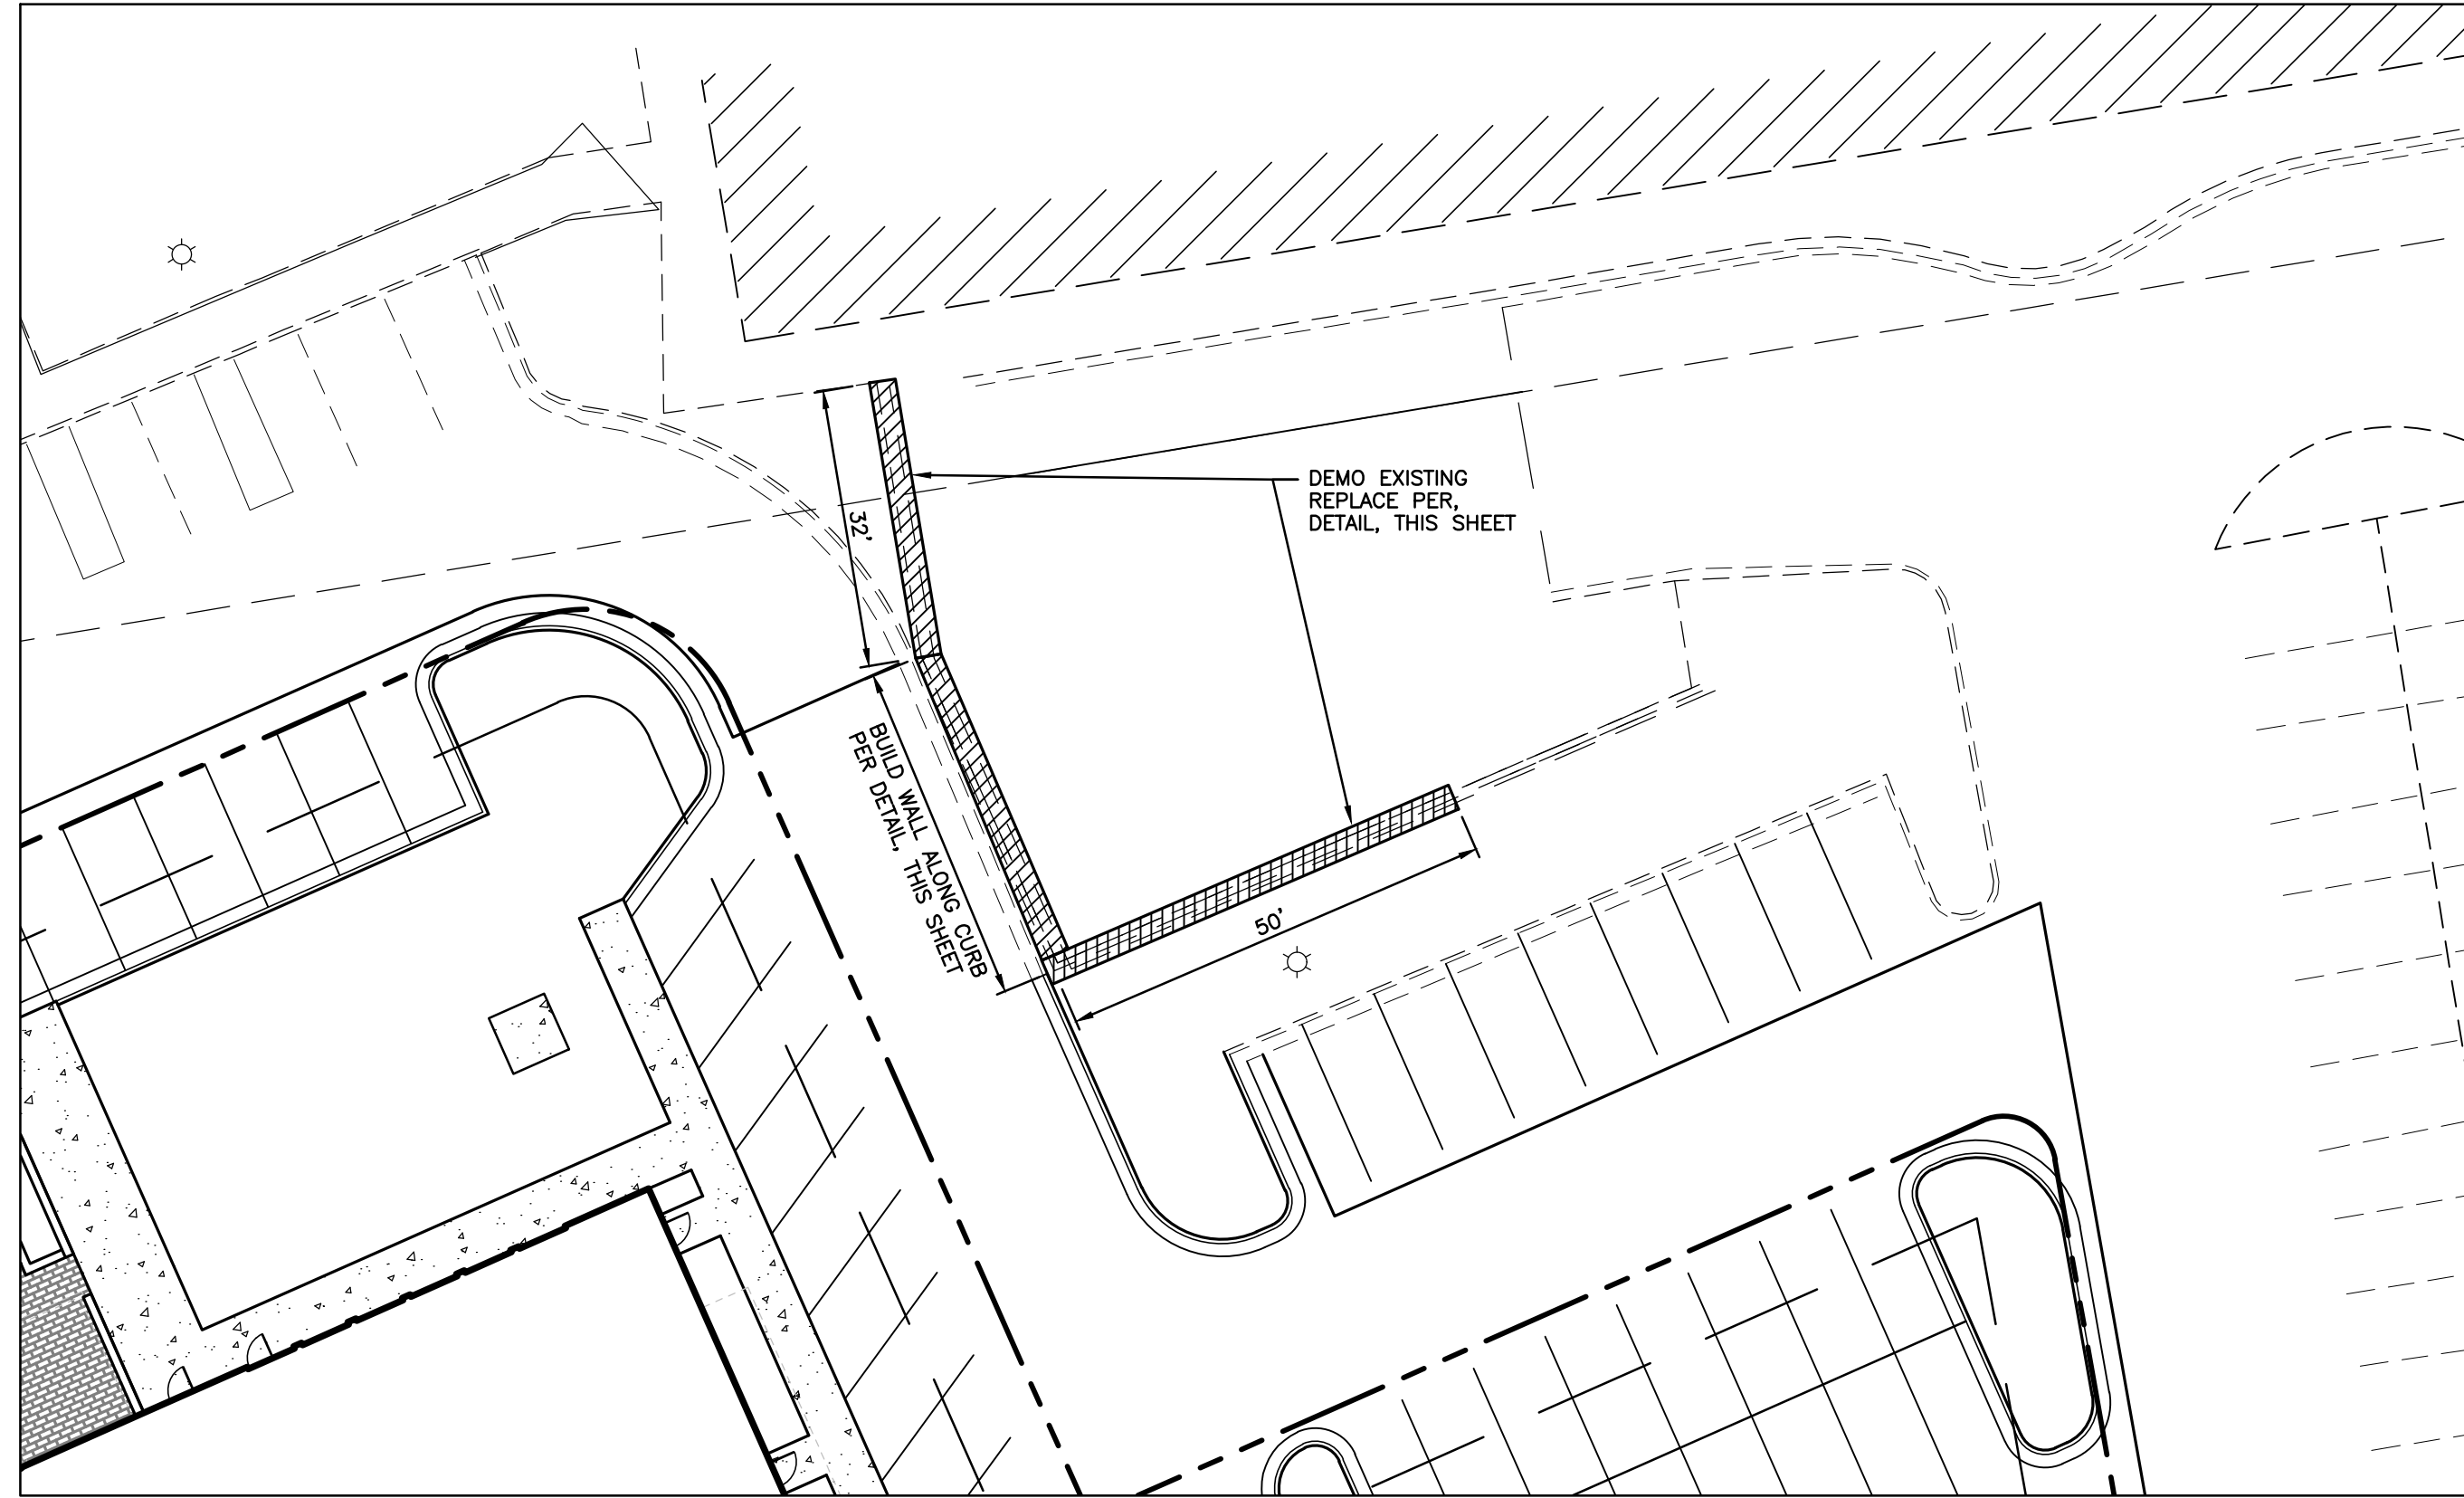 DEMO EXISTING
REPLACE PER,
DETAIL, THIS SHEET
32'
BUILD WALL ALONG CURB
PER DETAIL, THIS SHEET
50'